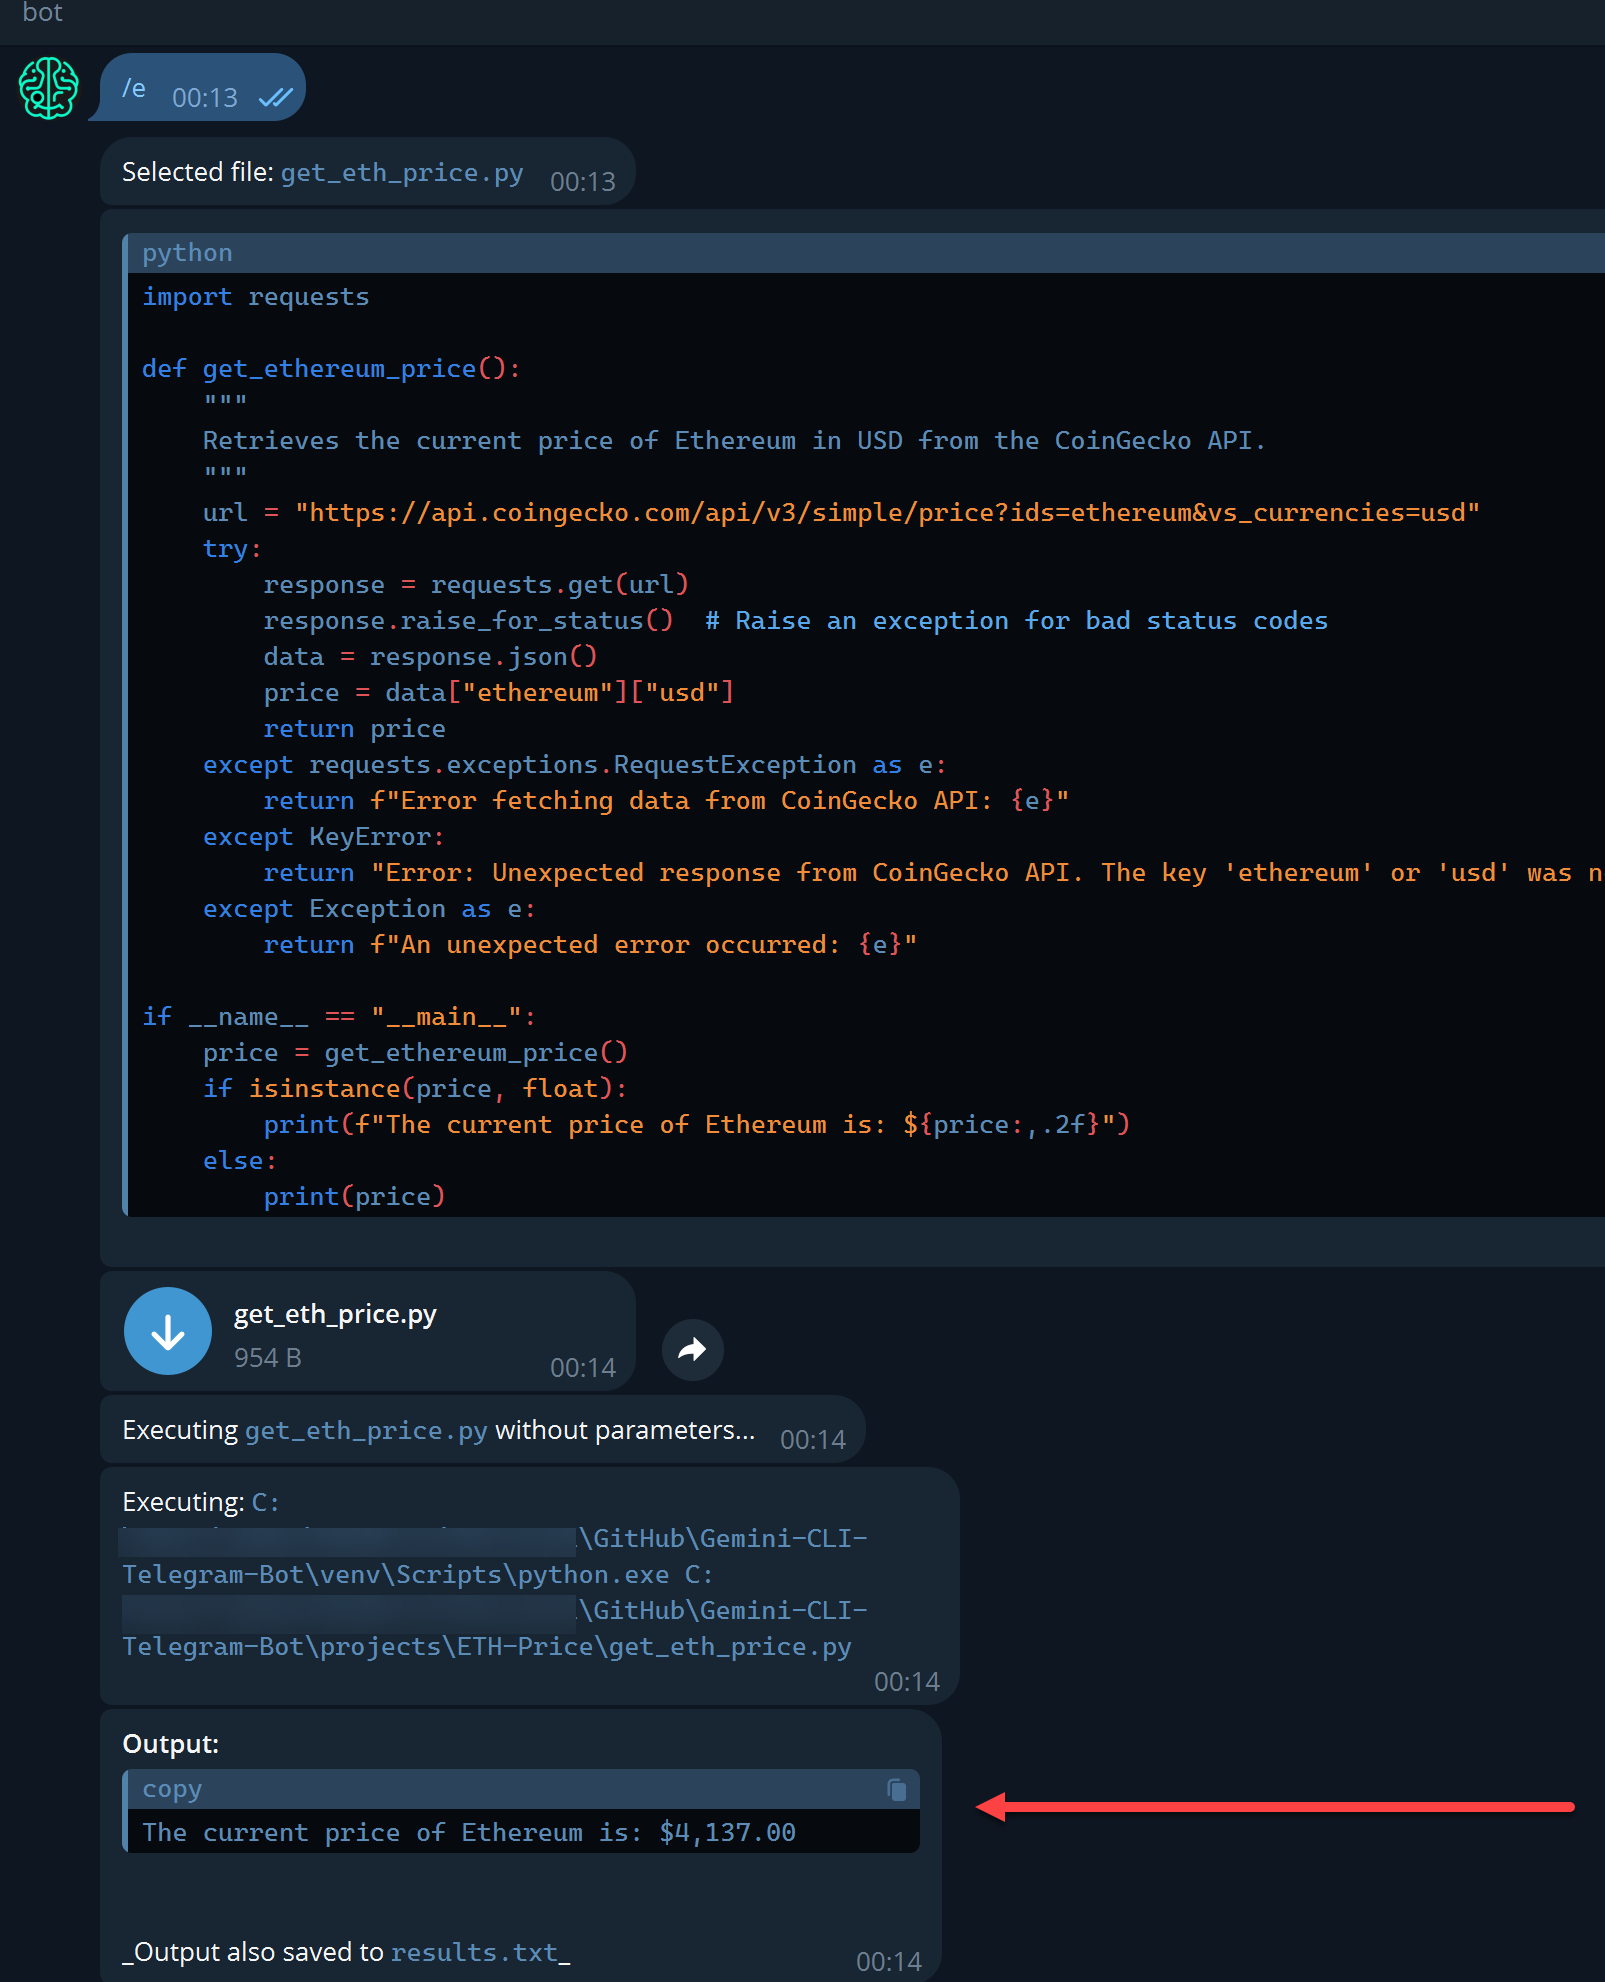 bot
/e 00:13
Selected file: get_eth_price.py 00:13
python
import requests

def get_ethereum_price():
    """
    Retrieves the current price of Ethereum in USD from the CoinGecko API.
    """
    url = "https://api.coingecko.com/api/v3/simple/price?ids=ethereum&vs_currencies=usd"
    try:
        response = requests.get(url)
        response.raise_for_status()  # Raise an exception for bad status codes
        data = response.json()
        price = data["ethereum"]["usd"]
        return price
    except requests.exceptions.RequestException as e:
        return f"Error fetching data from CoinGecko API: {e}"
    except KeyError:
        return "Error: Unexpected response from CoinGecko API. The key 'ethereum' or 'usd' was n
    except Exception as e:
        return f"An unexpected error occurred: {e}"

if __name__ == "__main__":
    price = get_ethereum_price()
    if isinstance(price, float):
        print(f"The current price of Ethereum is: ${price:,.2f}")
    else:
        print(price)
get_eth_price.py
954 B 00:14
Executing get_eth_price.py without parameters... 00:14
Executing: C:
\GitHub\Gemini-CLI-
Telegram-Bot\venv\Scripts\python.exe C:
\GitHub\Gemini-CLI-
Telegram-Bot\projects\ETH-Price\get_eth_price.py
00:14
Output:
copy
The current price of Ethereum is: $4,137.00
_Output also saved to results.txt_ 00:14